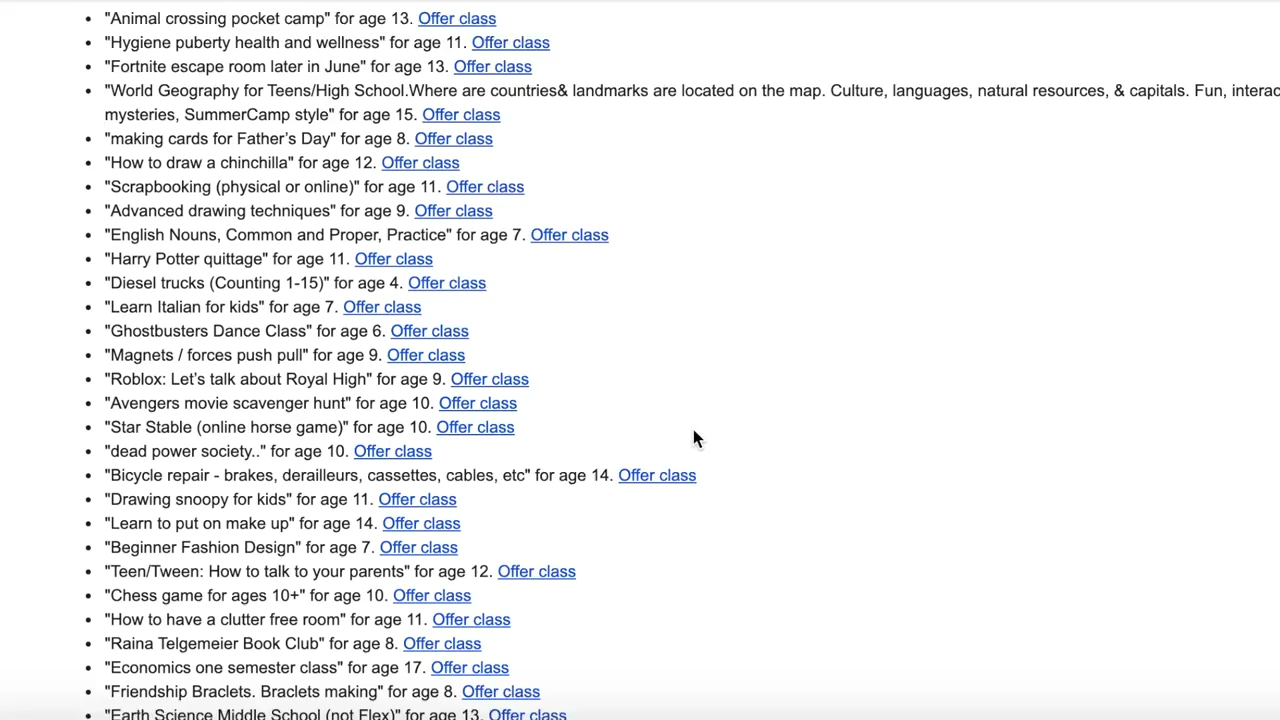 "Animal crossing pocket camp" for age 13. Offer class
"Hygiene puberty health and wellness" for age 11. Offer class
"Fortnite escape room later in June" for age 13. Offer class
"World Geography for Teens/High School.Where are countries& landmarks are located on the map. Culture, languages, natural resources, & capitals. Fun, interac
mysteries, SummerCamp style" for age 15. Offer class
"making cards for Father’s Day" for age 8. Offer class
"How to draw a chinchilla" for age 12. Offer class
"Scrapbooking (physical or online)" for age 11. Offer class
"Advanced drawing techniques" for age 9. Offer class
"English Nouns, Common and Proper, Practice" for age 7. Offer class
"Harry Potter quittage" for age 11. Offer class
"Diesel trucks (Counting 1-15)" for age 4. Offer class
"Learn Italian for kids" for age 7. Offer class
"Ghostbusters Dance Class" for age 6. Offer class
"Magnets / forces push pull" for age 9. Offer class
"Roblox: Let’s talk about Royal High" for age 9. Offer class
"Avengers movie scavenger hunt" for age 10. Offer class
"Star Stable (online horse game)" for age 10. Offer class
"dead power society.." for age 10. Offer class
"Bicycle repair - brakes, derailleurs, cassettes, cables, etc" for age 14. Offer class
"Drawing snoopy for kids" for age 11. Offer class
"Learn to put on make up" for age 14. Offer class
"Beginner Fashion Design" for age 7. Offer class
"Teen/Tween: How to talk to your parents" for age 12. Offer class
"Chess game for ages 10+" for age 10. Offer class
"How to have a clutter free room" for age 11. Offer class
"Raina Telgemeier Book Club" for age 8. Offer class
"Economics one semester class" for age 17. Offer class
"Friendship Braclets. Braclets making" for age 8. Offer class
"Earth Science Middle School (not Flex)" for age 13. Offer class